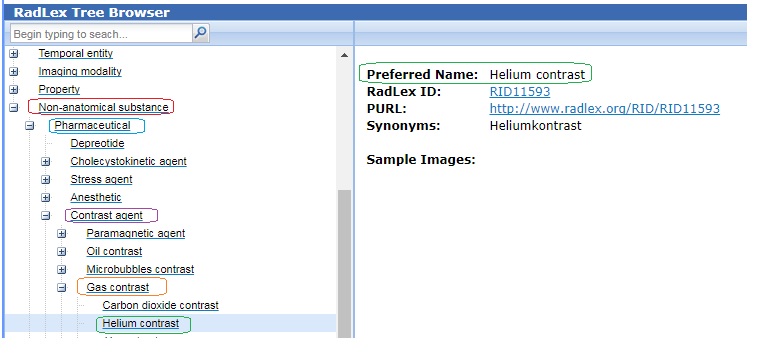 RadLex Tree Browser
Begin typing to seach...
Temporal entity
Imaging modality
Property
Non-anatomical substance
Pharmaceutical
Depreotide
Cholecystokinetic agent
Stress agent
Anesthetic
Contrast agent
Paramagnetic agent
Oil contrast
Microbubbles contrast
Gas contrast
Carbon dioxide contrast
Helium contrast
Preferred Name: Helium contrast
RadLex ID: RID11593
PURL: http://www.radlex.org/RID/RID11593
Synonyms: Heliumkontrast
Sample Images: